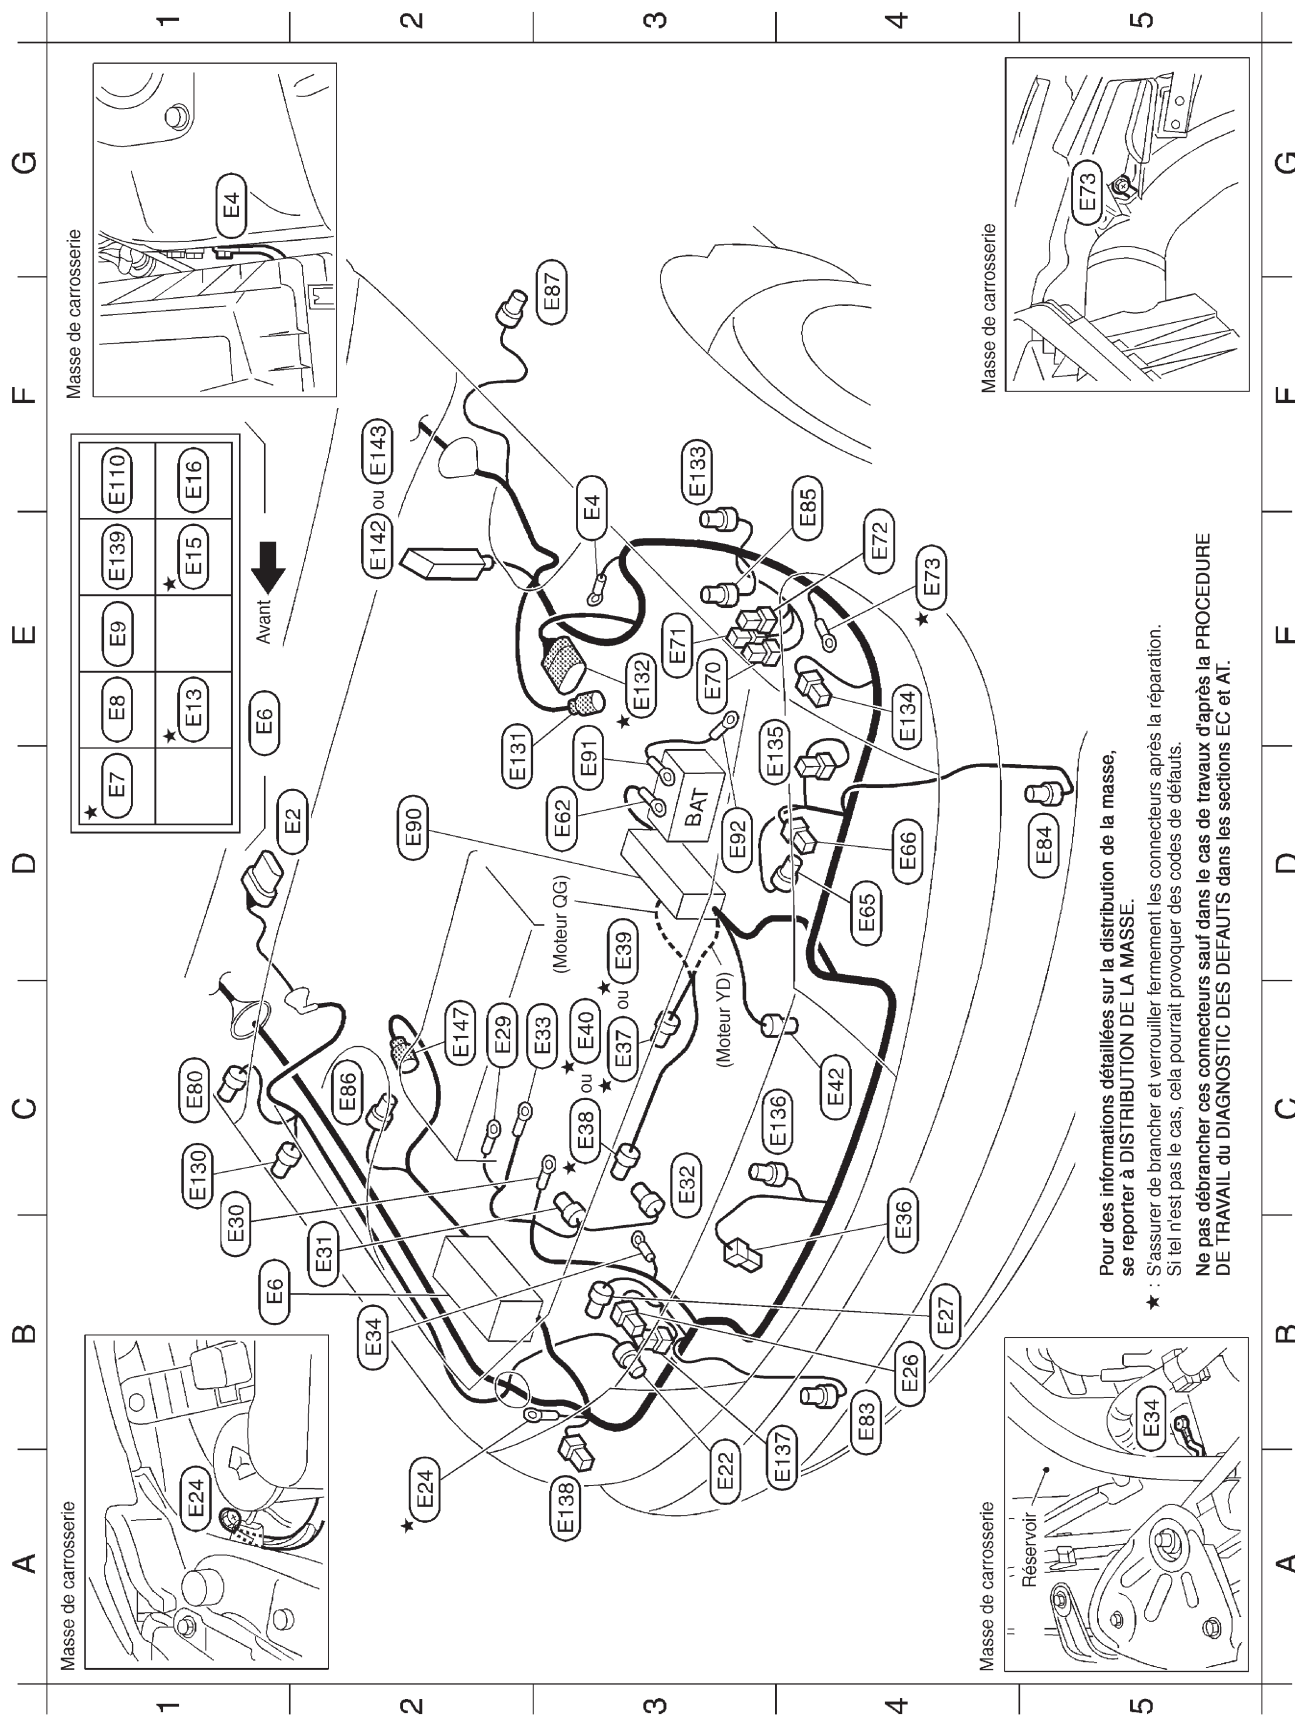 1
2
3
4
5
G
F
E
D
C
B
A
Masse de carrosserie
E4
E7
E8
E9
E139
E110
E13
E15
E16
Avant
E6
Masse de carrosserie
E73
E87
E142 ou E143
E4
E133
E85
E72
E73
E71
E70
E132
E131
E134
E135
E91
E62
BAT
E92
E90
E2
E66
E65
E84
(Moteur QG)
(Moteur YD)
E37 ou E39
E38 ou E40
E33
E29
E147
E86
E80
E130
E42
E136
E32
E36
E30
E31
E6
E34
E27
E26
E83
E137
E22
E138
E24
Masse de carrosserie
E24
Masse de carrosserie
Réservoir
E34
Pour des informations détaillées sur la distribution de la masse,
se reporter à DISTRIBUTION DE LA MASSE.
★ : S'assurer de brancher et verrouiller fermement les connecteurs après la réparation.
Si tel n'est pas le cas, cela pourrait provoquer des codes de défauts.
Ne pas débrancher ces connecteurs sauf dans le cas de travaux d'après la PROCEDURE
DE TRAVAIL du DIAGNOSTIC DES DEFAUTS dans les sections EC et AT.
G
F
E
D
C
B
A
1
2
3
4
5